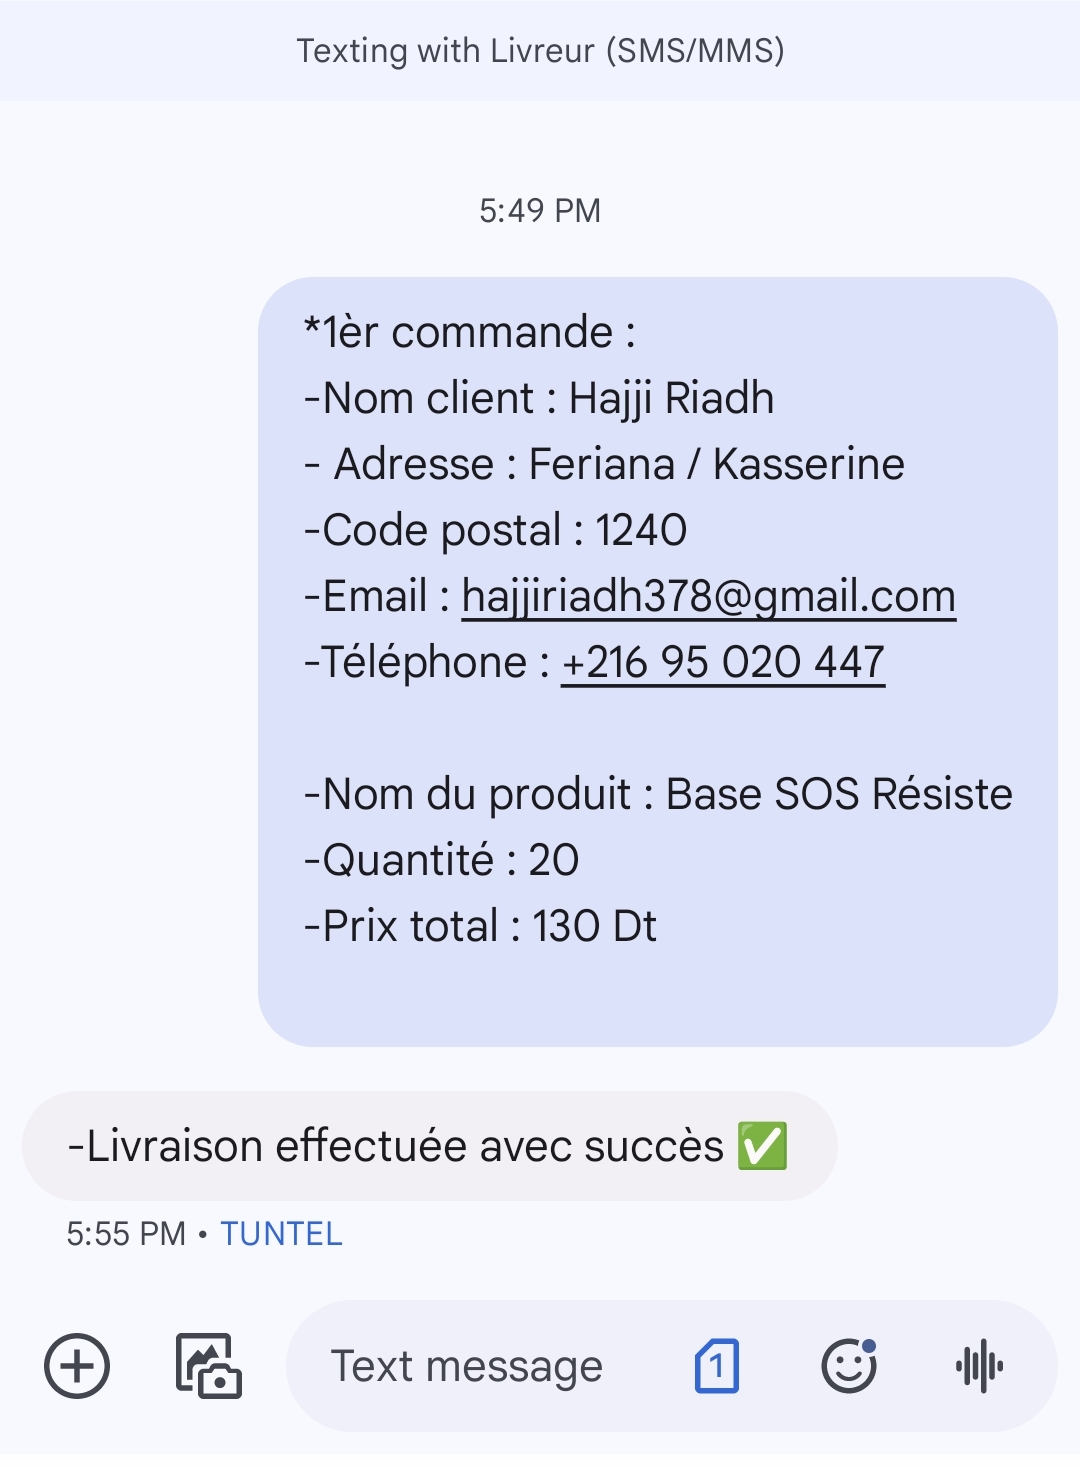 Texting with Livreur (SMS/MMS)
5:49 PM
*1èr commande :
-Nom client : Hajji Riadh
- Adresse : Feriana / Kasserine
-Code postal : 1240
-Email : hajjiriadh378@gmail.com
-Téléphone : +216 95 020 447
-Nom du produit : Base SOS Résiste
-Quantité : 20
-Prix total : 130 Dt
-Livraison effectuée avec succès ✅
5:55 PM • TUNTEL
Text message
1